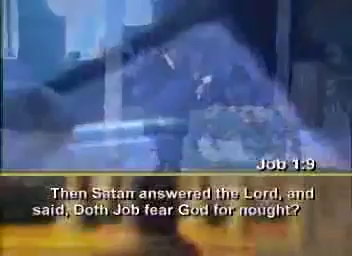 Job 1:9
Then Satan answered the Lord, and
said, Doth Job fear God for nought?